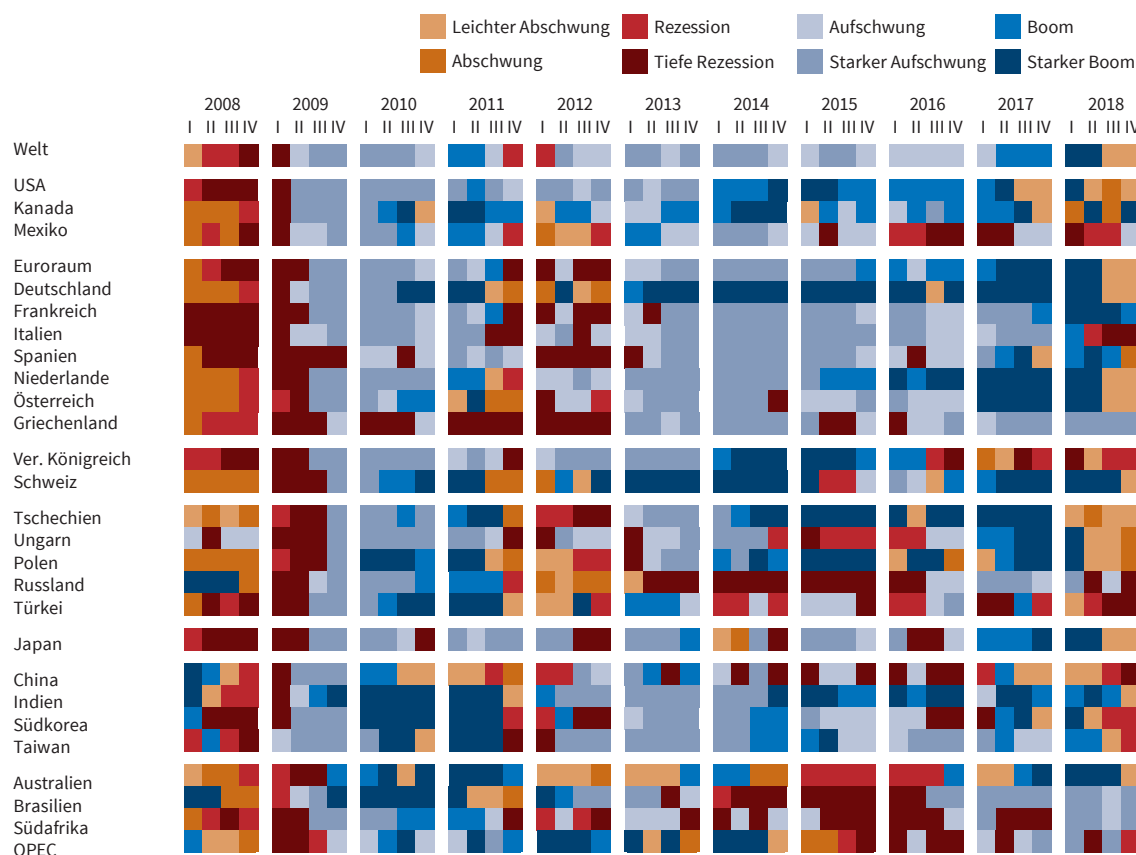 Leichter Abschwung Rezession Aufschwung Boom
Abschwung Tiefe Rezession Starker Aufschwung Starker Boom
2008 2009 2010 2011 2012 2013 2014 2015 2016 2017 2018
I II III IV I II III IV I II III IV I II III IV I II III IV I II III IV I II III IV I II III IV I II III IV I II III IV I II III IV
Welt
USA
Kanada
Mexiko
Euroraum
Deutschland
Frankreich
Italien
Spanien
Niederlande
Österreich
Griechenland
Ver. Königreich
Schweiz
Tschechien
Ungarn
Polen
Russland
Türkei
Japan
China
Indien
Südkorea
Taiwan
Australien
Brasilien
Südafrika
OPEC